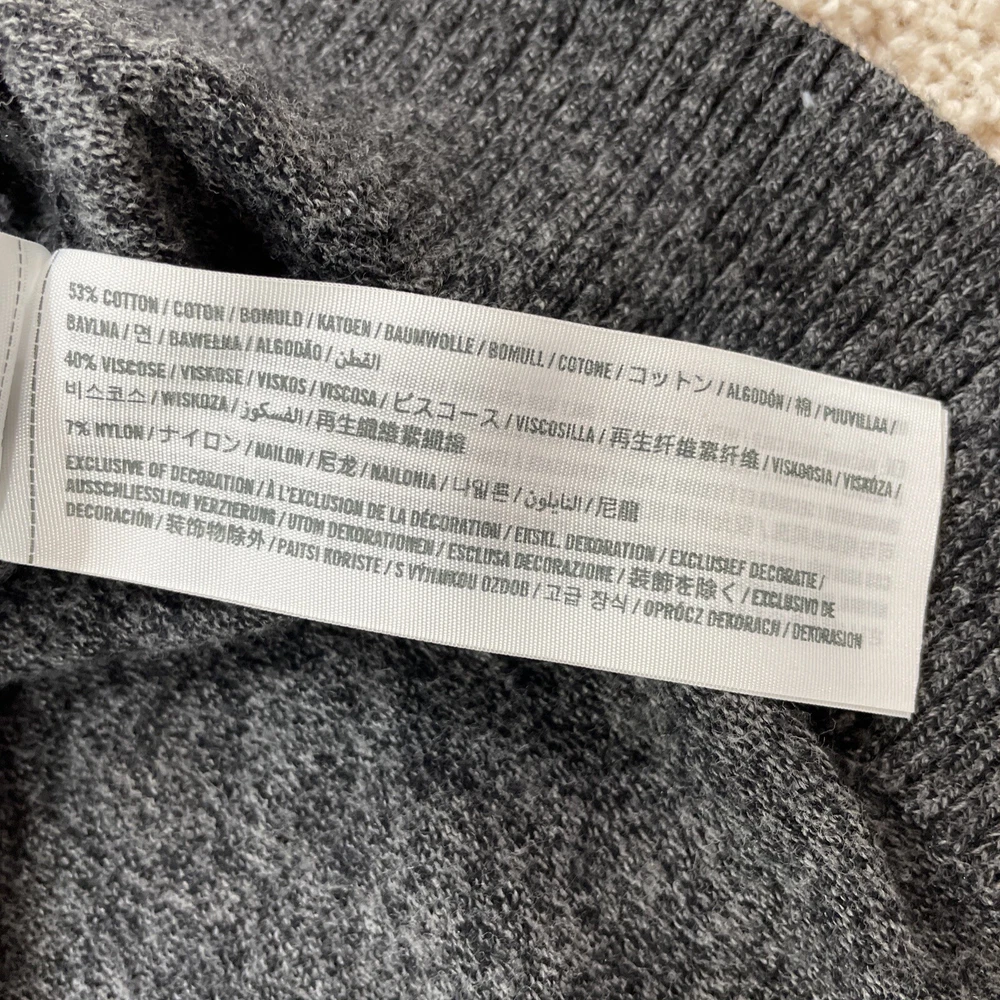 53% COTTON / COTON / BOMULD / KATOEN / BAUMWOLLE / BOMULL / COTONE / コットン / ALGODÓN / 棉 / PUUVILLAA /
BAVLNA / 면 / BAWEŁNA / ALGODÃO / القطن
40% VISCOSE / VISKOSE / VISKOS / VISCOSA / ビスコース / VISCOSILLA / 再生纤维素纤维 / VISKOOSIA / VISKÓZA /
비스코스 / WISKOZA / الفسكوز / 再生纖維素纖維
7% NYLON / ナイロン / NAILON / 尼龙 / NAILONIA / 나일론 / النايلون / 尼龍
EXCLUSIVE OF DECORATION / À L'EXCLUSION DE LA DÉCORATION / EKSKL. DEKORATION / EXCLUSIEF DECORATIE /
AUSSCHLIESSLICH VERZIERUNG / UTOM DEKORATIONEN / ESCLUSA DECORAZIONE / 装飾を除く / EXCLUSIVO DE
DECORACIÓN / 装饰物除外 / PAITSI KORISTE / S VÝJIMKOU OZDOB / 고급 장식 / OPRÓCZ DEKORACJI / DEKORASION